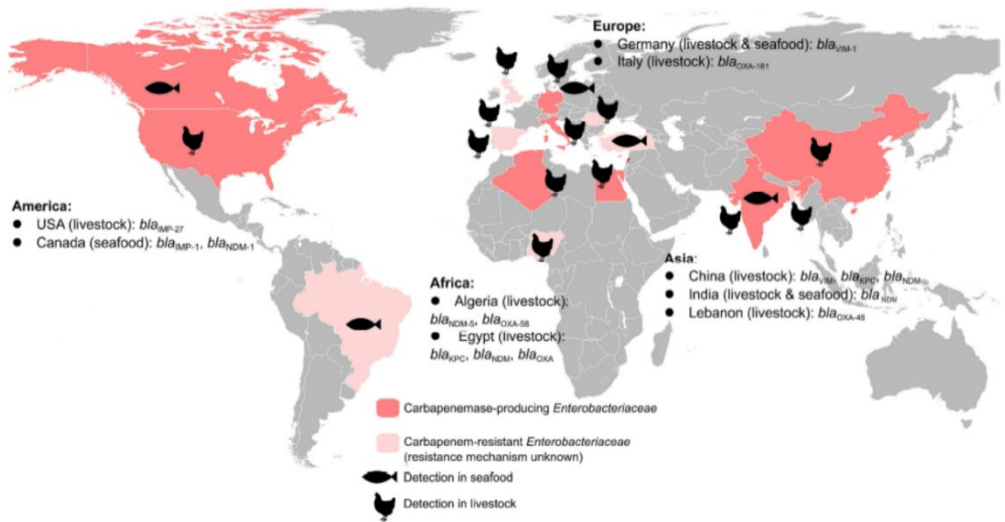 Europe:
● Germany (livestock & seafood): blaVIM-1
● Italy (livestock): blaOXA-181
America:
● USA (livestock): blaIMP-27
● Canada (seafood): blaIMP-1, blaNDM-1
Africa:
● Algeria (livestock):
blaNDM-5, blaOXA-58
● Egypt (livestock):
blaKPC, blaNDM, blaOXA
Asia:
● China (livestock): blaVIM, blaKPC, blaNDM
● India (livestock & seafood): blaNDM
● Lebanon (livestock): blaOXA-48
Carbapenemase-producing Enterobacteriaceae
Carbapenem-resistant Enterobacteriaceae
(resistance mechanism unknown)
Detection in seafood
Detection in livestock